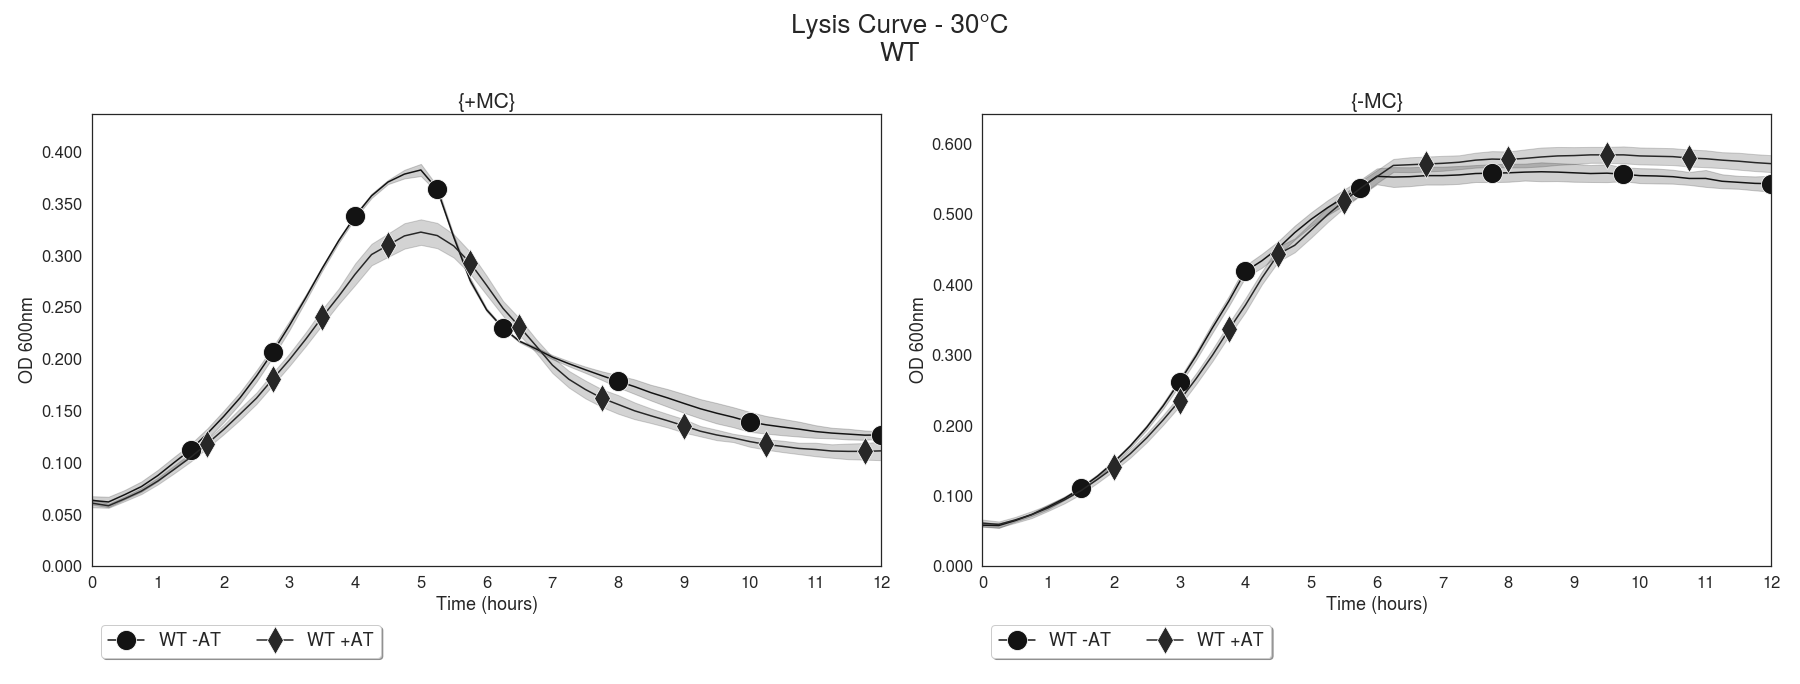 Lysis Curve - 30°C
WT
{+MC}
0.400
0.350
0.300
0.250
0.200
0.150
0.100
0.050
0.000
OD 600nm
0 1 2 3 4 5 6 7 8 9 10 11 12
Time (hours)
WT -AT WT +AT
{-MC}
0.600
0.500
0.400
0.300
0.200
0.100
0.000
OD 600nm
0 1 2 3 4 5 6 7 8 9 10 11 12
Time (hours)
WT -AT WT +AT